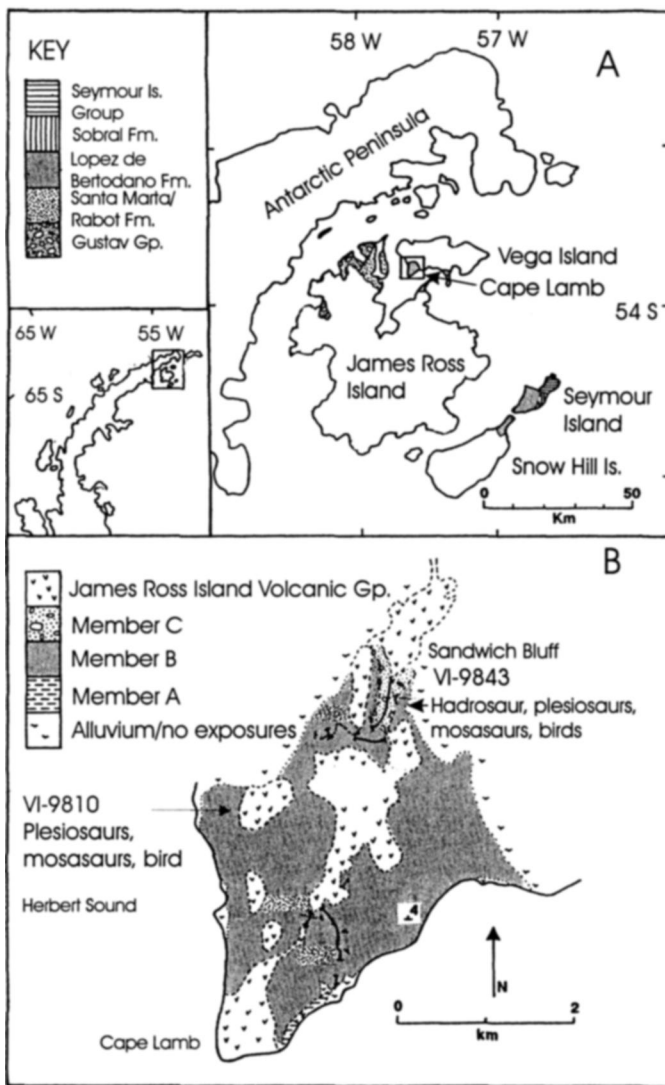 KEY
Seymour Is.
Group
Sobral Fm.
Lopez de
Bertodano Fm.
Santa Marta/
Rabot Fm.
Gustav Gp.
65 W
55 W
65 S
58 W
57 W
A
Antarctic Peninsula
Vega Island
Cape Lamb
54 S
James Ross
Island
Seymour
Island
Snow Hill Is.
0
50
Km
B
James Ross Island Volcanic Gp.
Member C
Member B
Member A
Alluvium/no exposures
Sandwich Bluff
VI-9843
Hadrosaur, plesiosaurs,
mosasaurs, birds
VI-9810
Plesiosaurs,
mosasaurs, bird
Herbert Sound
4
N
0
2
km
Cape Lamb